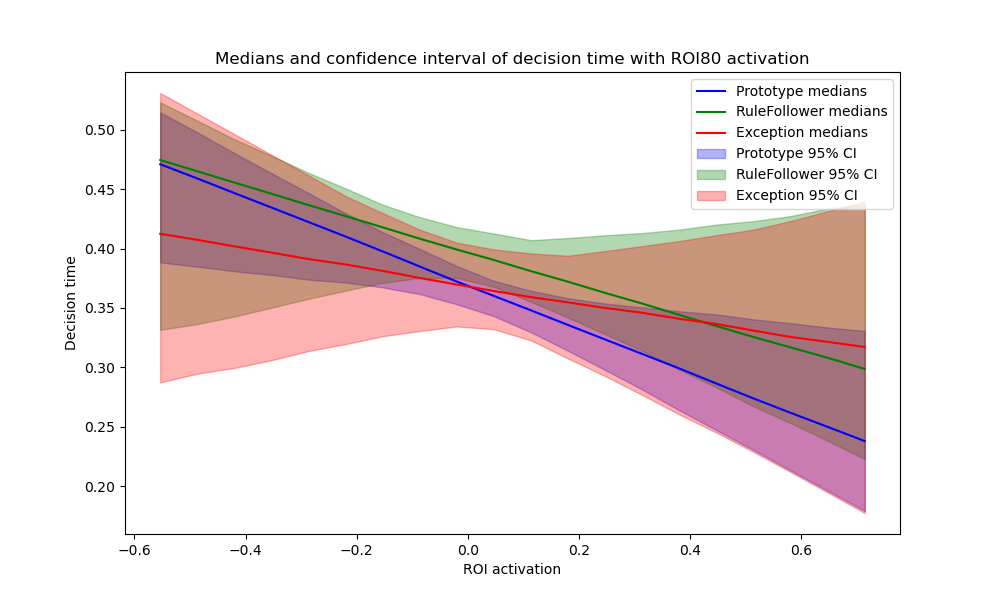 Medians and confidence interval of decision time with ROI80 activation
Prototype medians
RuleFollower medians
Exception medians
Prototype 95% CI
RuleFollower 95% CI
Exception 95% CI
Decision time
0.50
0.45
0.40
0.35
0.30
0.25
0.20
−0.6
−0.4
−0.2
0.0
0.2
0.4
0.6
ROI activation